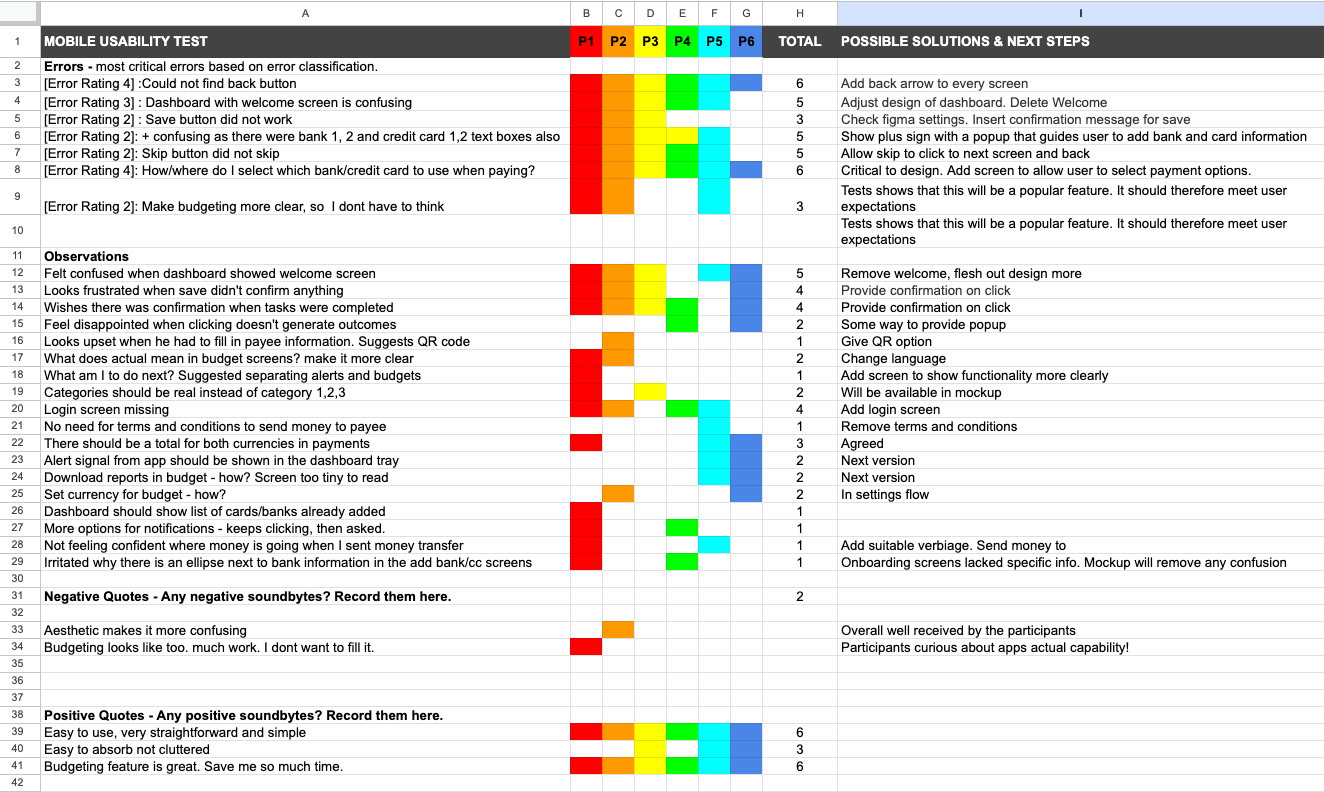 A B C D E F G H I
1 MOBILE USABILITY TEST P1 P2 P3 P4 P5 P6 TOTAL POSSIBLE SOLUTIONS & NEXT STEPS
2 Errors - most critical errors based on error classification.
3 [Error Rating 4] :Could not find back button 6 Add back arrow to every screen
4 [Error Rating 3] : Dashboard with welcome screen is confusing 5 Adjust design of dashboard. Delete Welcome
5 [Error Rating 2] : Save button did not work 3 Check figma settings. Insert confirmation message for save
6 [Error Rating 2]: + confusing as there were bank 1, 2 and credit card 1,2 text boxes also 5 Show plus sign with a popup that guides user to add bank and card information
7 [Error Rating 2]: Skip button did not skip 5 Allow skip to click to next screen and back
8 [Error Rating 4]: How/where do I select which bank/credit card to use when paying? 6 Critical to design. Add screen to allow user to select payment options.
Tests shows that this will be a popular feature. It should therefore meet user
9 [Error Rating 2]: Make budgeting more clear, so I dont have to think 3 expectations
Tests shows that this will be a popular feature. It should therefore meet user
10 expectations
11 Observations
12 Felt confused when dashboard showed welcome screen 5 Remove welcome, flesh out design more
13 Looks frustrated when save didn't confirm anything 4 Provide confirmation on click
14 Wishes there was confirmation when tasks were completed 4 Provide confirmation on click
15 Feel disappointed when clicking doesn't generate outcomes 2 Some way to provide popup
16 Looks upset when he had to fill in payee information. Suggests QR code 1 Give QR option
17 What does actual mean in budget screens? make it more clear 2 Change language
18 What am I to do next? Suggested separating alerts and budgets 1 Add screen to show functionality more clearly
19 Categories should be real instead of category 1,2,3 2 Will be available in mockup
20 Login screen missing 4 Add login screen
21 No need for terms and conditions to send money to payee 1 Remove terms and conditions
22 There should be a total for both currencies in payments 3 Agreed
23 Alert signal from app should be shown in the dashboard tray 2 Next version
24 Download reports in budget - how? Screen too tiny to read 2 Next version
25 Set currency for budget - how? 2 In settings flow
26 Dashboard should show list of cards/banks already added 1
27 More options for notifications - keeps clicking, then asked. 1
28 Not feeling confident where money is going when I sent money transfer 1 Add suitable verbiage. Send money to
29 Irritated why there is an ellipse next to bank information in the add bank/cc screens 1 Onboarding screens lacked specific info. Mockup will remove any confusion
30
31 Negative Quotes - Any negative soundbytes? Record them here. 2
32
33 Aesthetic makes it more confusing Overall well received by the participants
34 Budgeting looks like too. much work. I dont want to fill it. Participants curious about apps actual capability!
35
36
37
38 Positive Quotes - Any positive soundbytes? Record them here.
39 Easy to use, very straightforward and simple 6
40 Easy to absorb not cluttered 3
41 Budgeting feature is great. Save me so much time. 6
42